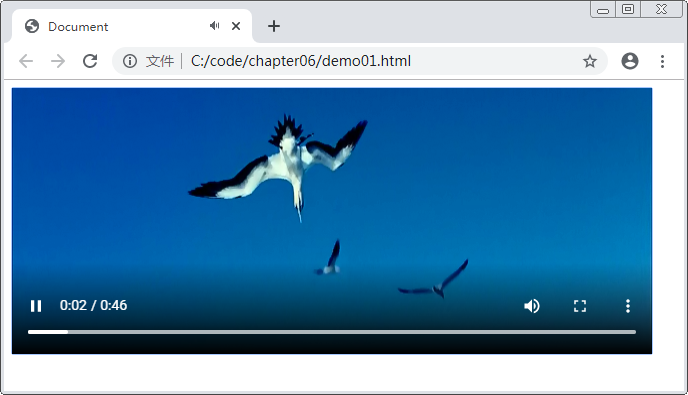 Document
文件 C:/code/chapter06/demo01.html
0:02 / 0:46